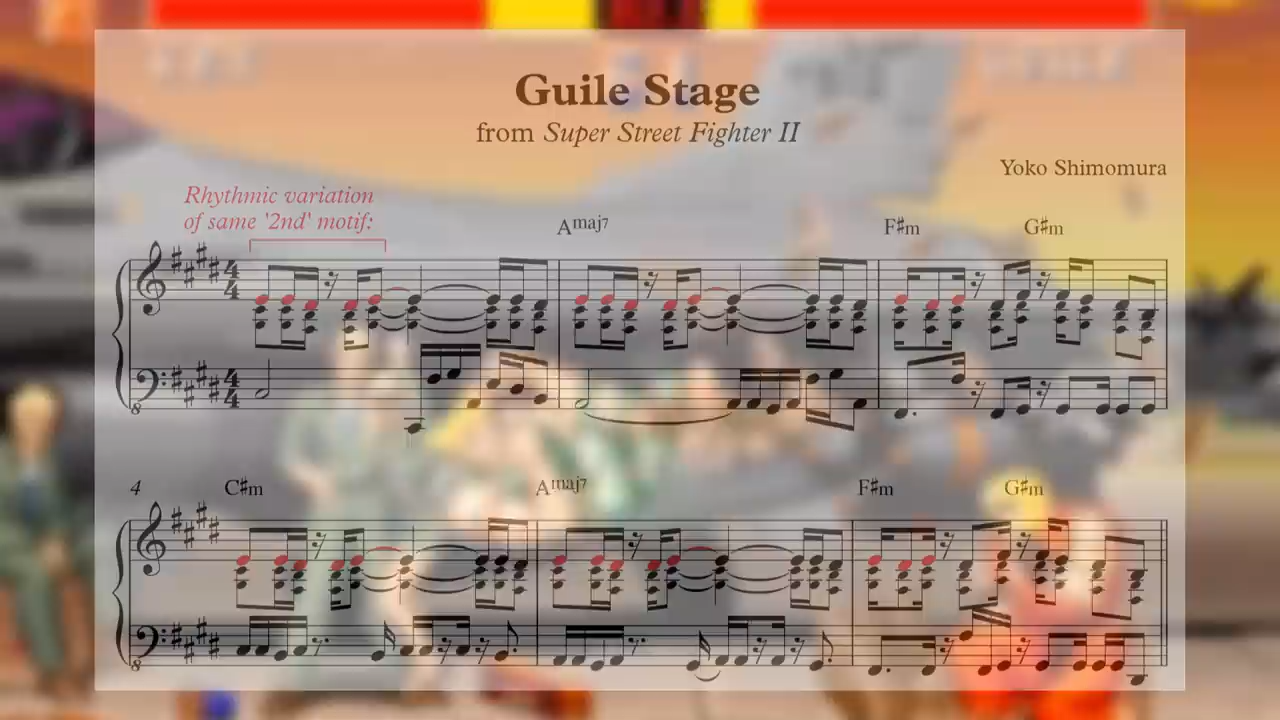 Guile Stage
from Super Street Fighter II
Yoko Shimomura
Rhythmic variation
of same '2nd' motif:
Amaj7 F♯m G♯m
4 C♯m Amaj7 F♯m G♯m